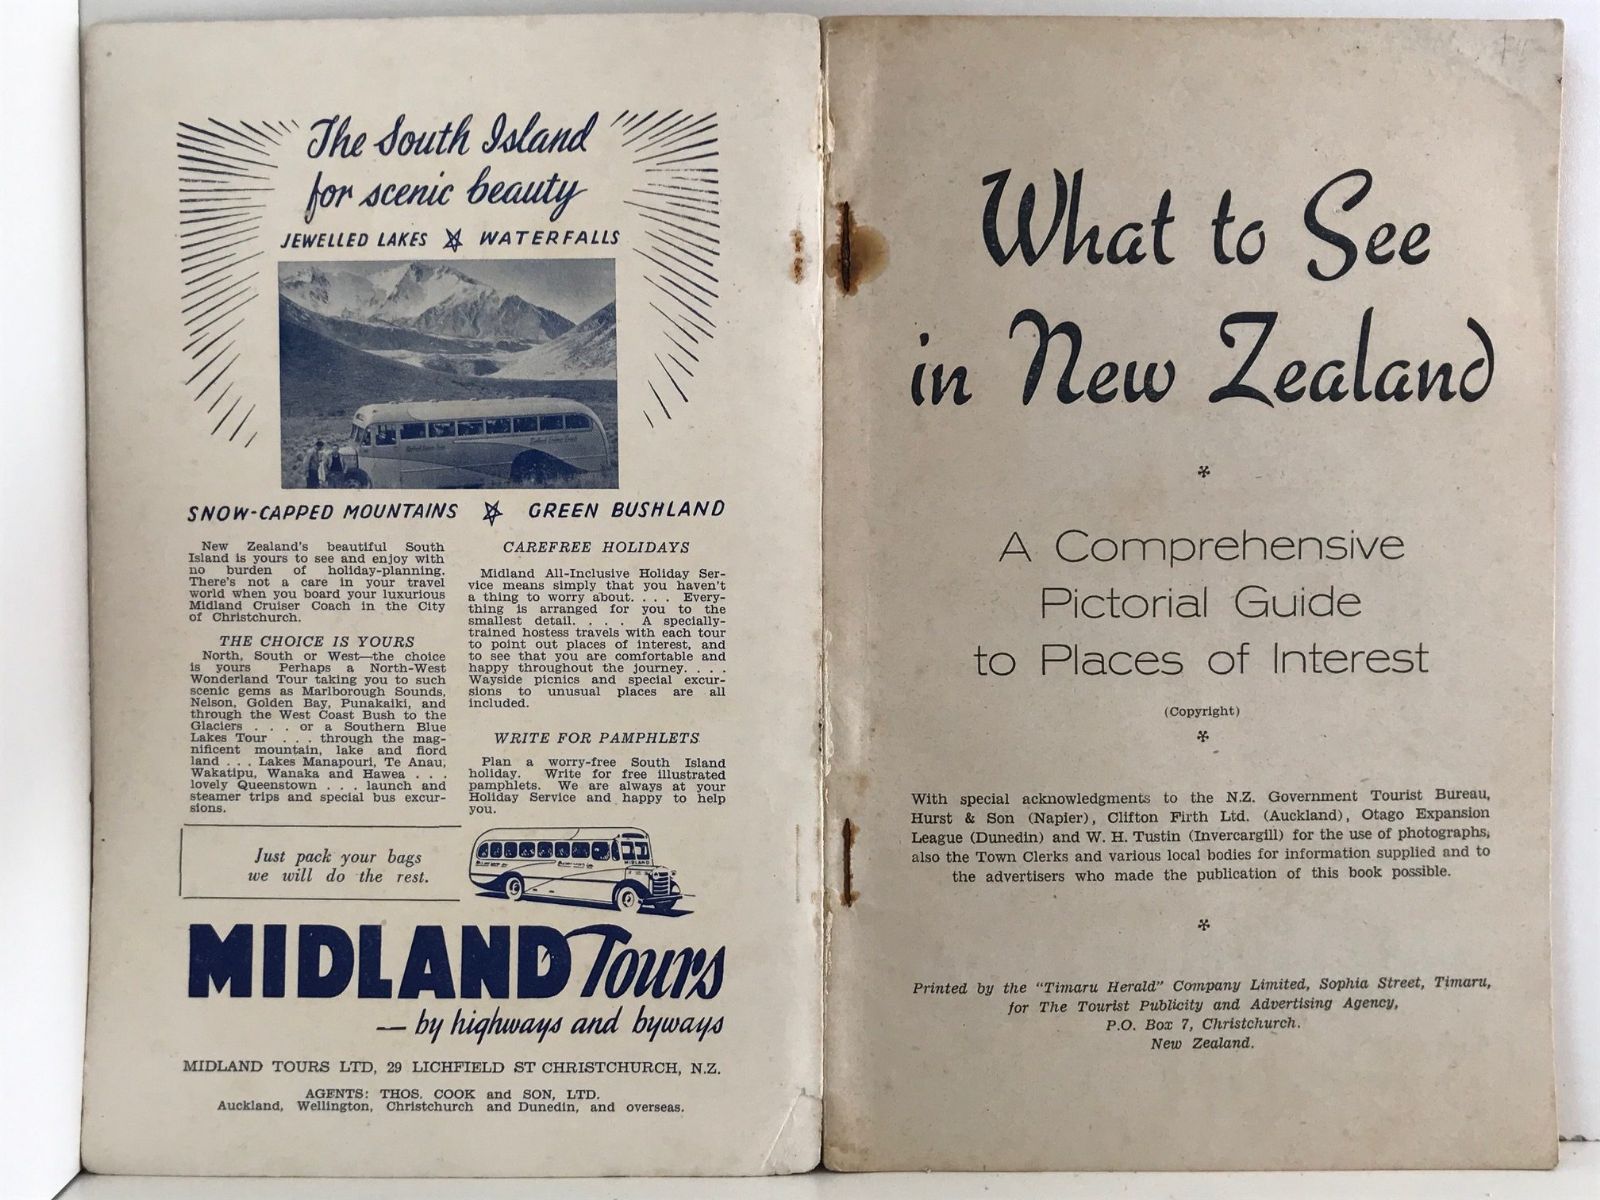 The South Island
for scenic beauty
JEWELLED LAKES WATERFALLS
SNOW-CAPPED MOUNTAINS GREEN BUSHLAND
New Zealand's beautiful South
Island is yours to see and enjoy with
no burden of holiday-planning.
There's not a care in your travel
world when you board your luxurious
Midland Cruiser Coach in the City
of Christchurch.
THE CHOICE IS YOURS
North, South or West—the choice
is yours Perhaps a North-West
Wonderland Tour taking you to such
scenic gems as Marlborough Sounds,
Nelson, Golden Bay, Punakaiki, and
through the West Coast Bush to the
Glaciers . . . or a Southern Blue
Lakes Tour . . . through the mag-
nificent mountain, lake and fiord
land . . . Lakes Manapouri, Te Anau,
Wakatipu, Wanaka and Hawea . . .
lovely Queenstown . . . launch and
steamer trips and special bus excur-
sions.
CAREFREE HOLIDAYS
Midland All-Inclusive Holiday Ser-
vice means simply that you haven't
a thing to worry about. . . . Every-
thing is arranged for you to the
smallest detail. . . . A specially-
trained hostess travels with each tour
to point out places of interest, and
to see that you are comfortable and
happy throughout the journey. . . .
Wayside picnics and special excur-
sions to unusual places are all
included.
WRITE FOR PAMPHLETS
Plan a worry-free South Island
holiday. Write for free illustrated
pamphlets. We are always at your
Holiday Service and happy to help
you.
Just pack your bags
we will do the rest.
MIDLAND
MIDLAND Tours
— by highways and byways
MIDLAND TOURS LTD, 29 LICHFIELD ST CHRISTCHURCH, N.Z.
AGENTS: THOS. COOK and SON, LTD.
Auckland, Wellington, Christchurch and Dunedin, and overseas.
What to See
in New Zealand
A Comprehensive
Pictorial Guide
to Places of Interest
(Copyright)
With special acknowledgments to the N.Z. Government Tourist Bureau,
Hurst & Son (Napier), Clifton Firth Ltd. (Auckland), Otago Expansion
League (Dunedin) and W. H. Tustin (Invercargill) for the use of photographs,
also the Town Clerks and various local bodies for information supplied and to
the advertisers who made the publication of this book possible.
Printed by the "Timaru Herald" Company Limited, Sophia Street, Timaru,
for The Tourist Publicity and Advertising Agency,
P.O. Box 7, Christchurch.
New Zealand.